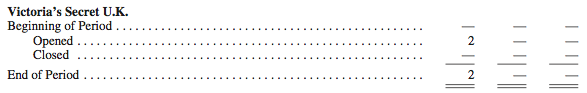 Victoria's Secret U.K.
Beginning of Period . . . . . . . . . . . . . . . . . . . . . . . . . . . . . . . . . . . . . . . . . . . . . . . — — —
Opened . . . . . . . . . . . . . . . . . . . . . . . . . . . . . . . . . . . . . . . . . . . . . . . . . . . . . 2 — —
Closed . . . . . . . . . . . . . . . . . . . . . . . . . . . . . . . . . . . . . . . . . . . . . . . . . . . . . — — —
End of Period . . . . . . . . . . . . . . . . . . . . . . . . . . . . . . . . . . . . . . . . . . . . . . . . . . . 2 — —